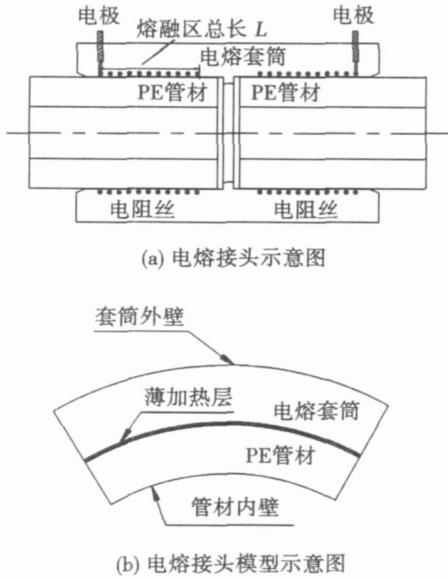 电极
熔融区总长 L
电极
电熔套筒
PE管材
PE管材
电阻丝
电阻丝
(a) 电熔接头示意图
套筒外壁
薄加热层
电熔套筒
PE管材
管材内壁
(b) 电熔接头模型示意图